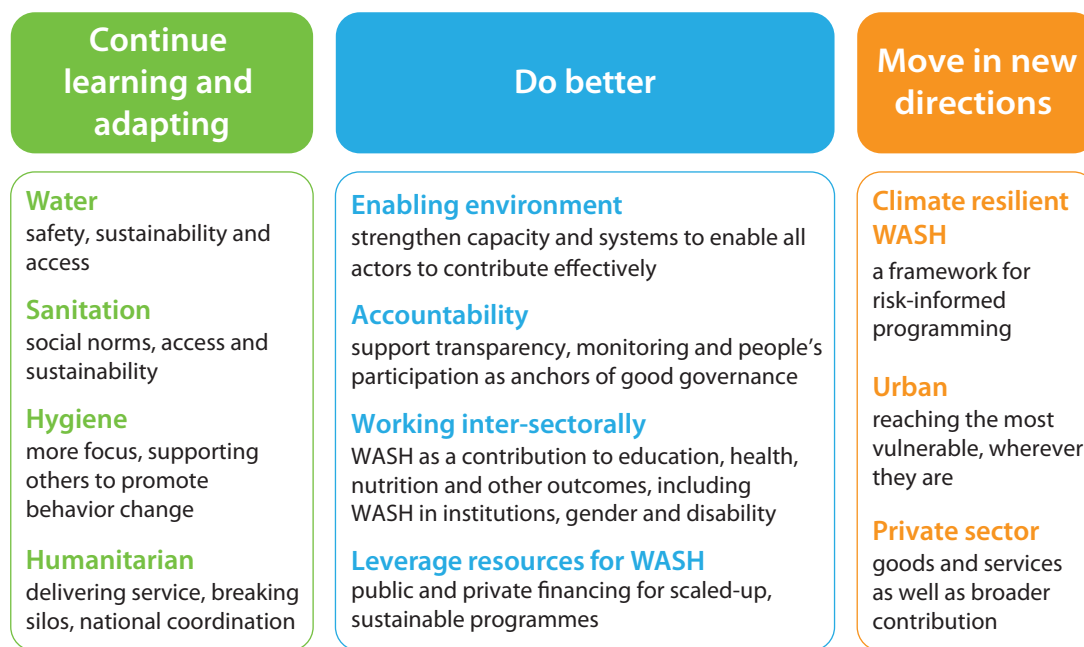 Continue
learning and
adapting
Water
safety, sustainability and
access
Sanitation
social norms, access and
sustainability
Hygiene
more focus, supporting
others to promote
behavior change
Humanitarian
delivering service, breaking
silos, national coordination
Do better
Enabling environment
strengthen capacity and systems to enable all
actors to contribute effectively
Accountability
support transparency, monitoring and people’s
participation as anchors of good governance
Working inter-sectorally
WASH as a contribution to education, health,
nutrition and other outcomes, including
WASH in institutions, gender and disability
Leverage resources for WASH
public and private financing for scaled-up,
sustainable programmes
Move in new
directions
Climate resilient
WASH
a framework for
risk-informed
programming
Urban
reaching the most
vulnerable, wherever
they are
Private sector
goods and services
as well as broader
contribution